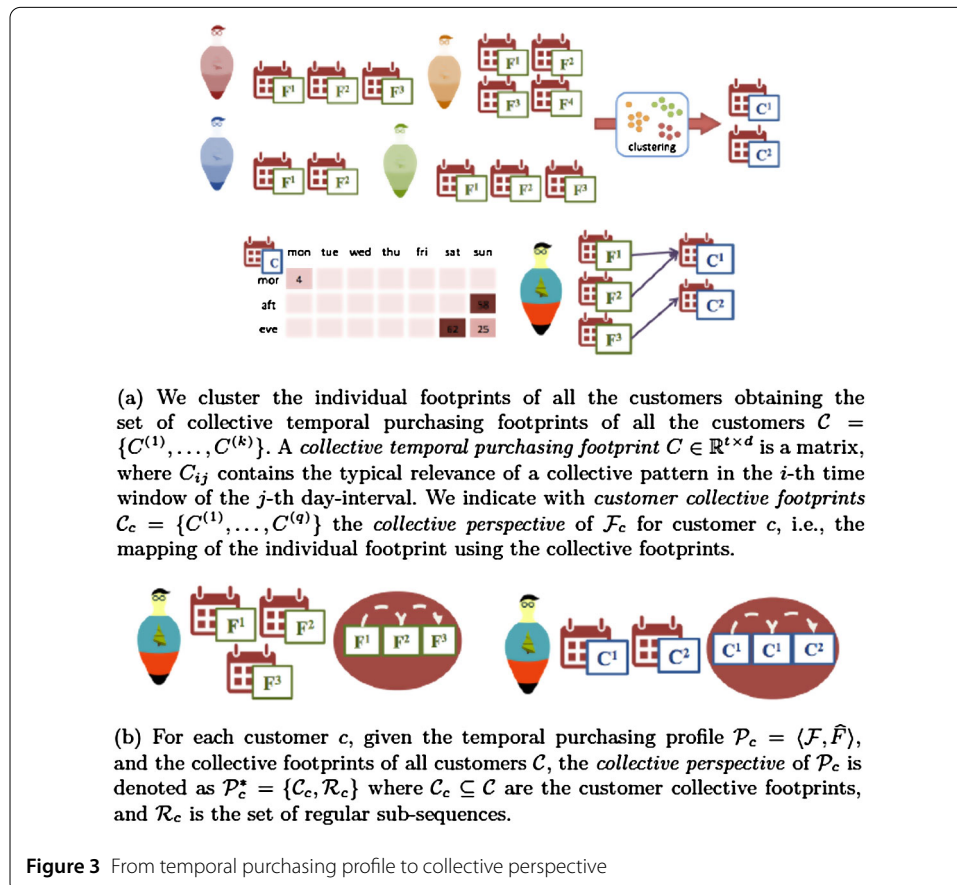 F¹ F² F³ F¹ F²
F³ F⁴
C¹
C²
clustering
F¹ F² F¹ F² F³
C mon tue wed thu fri sat sun
mor 4
aft 58
eve 62 25
F¹ C¹
F² C²
F³
(a) We cluster the individual footprints of all the customers obtaining the
set of collective temporal purchasing footprints of all the customers 𝒞 =
{C⁽¹⁾, . . . , C⁽ᵏ⁾}. A collective temporal purchasing footprint C ∈ ℝᵗˣᵈ is a matrix,
where Cᵢⱼ contains the typical relevance of a collective pattern in the i-th time
window of the j-th day-interval. We indicate with customer collective footprints
𝒞_c = {C⁽¹⁾, . . . , C⁽q⁾} the collective perspective of ℱ_c for customer c, i.e., the
mapping of the individual footprint using the collective footprints.
F¹ F² F¹ F² F³ C¹ C² C¹ C¹ C²
F³
(b) For each customer c, given the temporal purchasing profile 𝒫_c = ⟨ℱ, F̂⟩,
and the collective footprints of all customers 𝒞, the collective perspective of 𝒫_c is
denoted as 𝒫*_c = {𝒞_c, ℛ_c} where 𝒞_c ⊆ 𝒞 are the customer collective footprints,
and ℛ_c is the set of regular sub-sequences.
Figure 3 From temporal purchasing profile to collective perspective